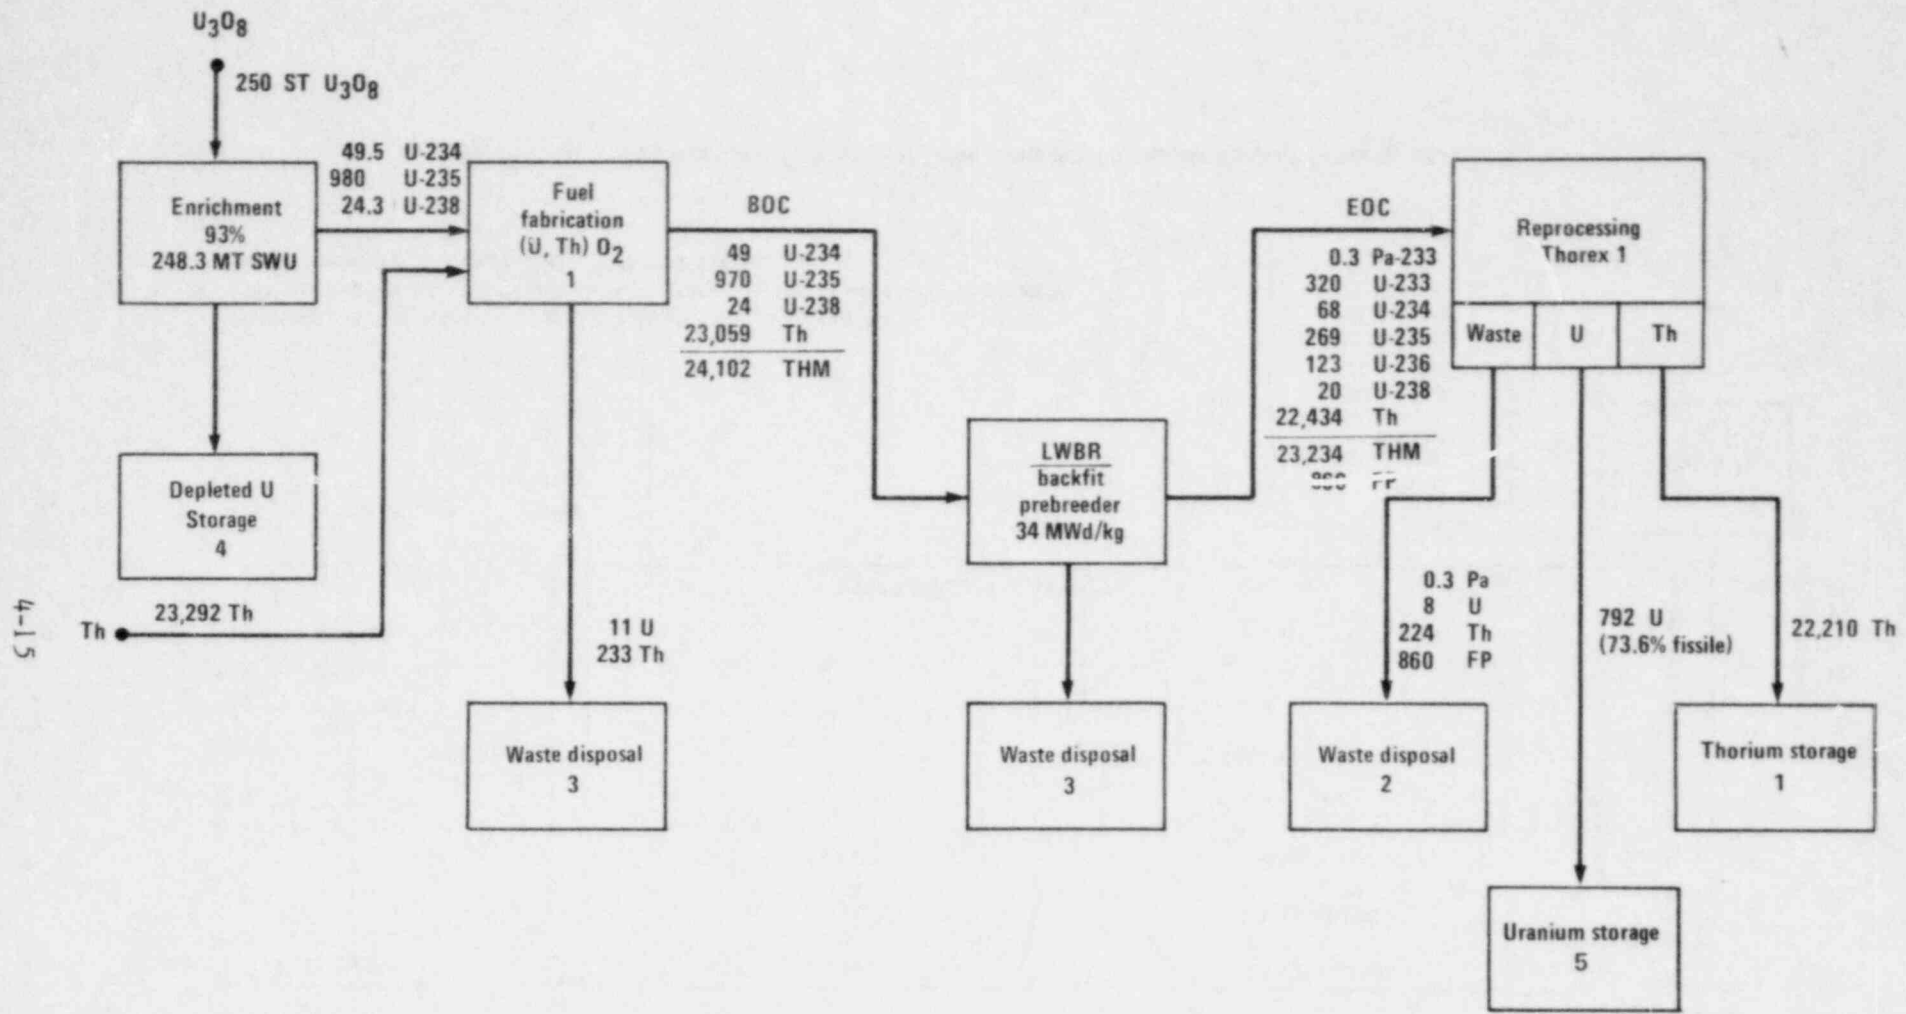 U3O8
250 ST U3O8
Enrichment
93%
248.3 MT SWU
49.5 U-234
980 U-235
24.3 U-238
Fuel
fabrication
(U, Th) O2
1
BOC
49 U-234
970 U-235
24 U-238
23,059 Th
24,102 THM
EOC
0.3 Pa-233
320 U-233
68 U-234
269 U-235
123 U-236
20 U-238
22,434 Th
23,234 THM
FP
Reprocessing
Thorex 1
Waste
U
Th
LWBR
backfit
prebreeder
34 MWd/kg
Depleted U
Storage
4
Th
23,292 Th
11 U
233 Th
0.3 Pa
8 U
224 Th
860 FP
792 U
(73.6% fissile)
22,210 Th
Waste disposal
3
Waste disposal
3
Waste disposal
2
Thorium storage
1
Uranium storage
5
4-15